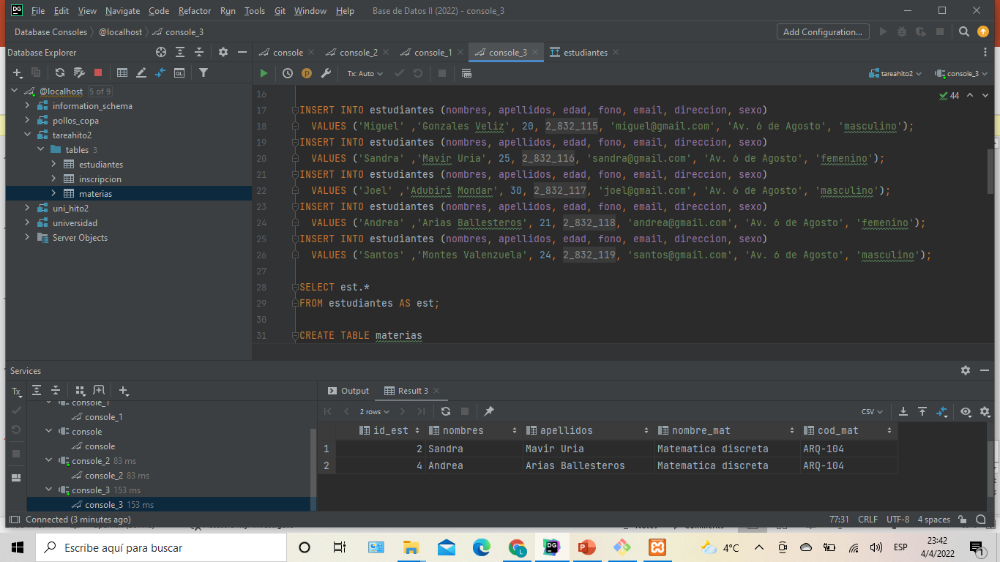 DG File Edit View Navigate Code Refactor Run Tools Git Window Help Base de Datos II (2022) - console_3
Database Consoles @localhost console_3 Add Configuration...
Database Explorer console console_2 console_1 console_3 estudiantes
Tx: Auto tareahito2 console_3
@localhost 5 of 9
information_schema
pollos_copa
tareahito2
tables 3
estudiantes
inscripcion
materias
uni_hito2
universidad
Server Objects
44
16
17 INSERT INTO estudiantes (nombres, apellidos, edad, fono, email, direccion, sexo)
18 VALUES ('Miguel' ,'Gonzales Veliz', 20, 2_832_115, 'miguel@gmail.com', 'Av. 6 de Agosto', 'masculino');
19 INSERT INTO estudiantes (nombres, apellidos, edad, fono, email, direccion, sexo)
20 VALUES ('Sandra' ,'Mavir Uria', 25, 2_832_116, 'sandra@gmail.com', 'Av. 6 de Agosto', 'femenino');
21 INSERT INTO estudiantes (nombres, apellidos, edad, fono, email, direccion, sexo)
22 VALUES ('Joel' ,'Adubiri Mondar', 30, 2_832_117, 'joel@gmail.com', 'Av. 6 de Agosto', 'masculino');
23 INSERT INTO estudiantes (nombres, apellidos, edad, fono, email, direccion, sexo)
24 VALUES ('Andrea' ,'Arias Ballesteros', 21, 2_832_118, 'andrea@gmail.com', 'Av. 6 de Agosto', 'femenino');
25 INSERT INTO estudiantes (nombres, apellidos, edad, fono, email, direccion, sexo)
26 VALUES ('Santos' ,'Montes Valenzuela', 24, 2_832_119, 'santos@gmail.com', 'Av. 6 de Agosto', 'masculino');
27
28 SELECT est.*
29 FROM estudiantes AS est;
30
31 CREATE TABLE materias
Services
Tx
console_1
console_1
console
console
console_2 83 ms
console_2 83 ms
console_3 153 ms
console_3 153 ms
Output Result 3
2 rows CSV
id_est nombres apellidos nombre_mat cod_mat
1 2 Sandra Mavir Uria Matematica discreta ARQ-104
2 4 Andrea Arias Ballesteros Matematica discreta ARQ-104
Connected (3 minutes ago) 77:31 CRLF UTF-8 4 spaces
Escribe aquí para buscar DG 4°C ESP 23:42
4/4/2022 1